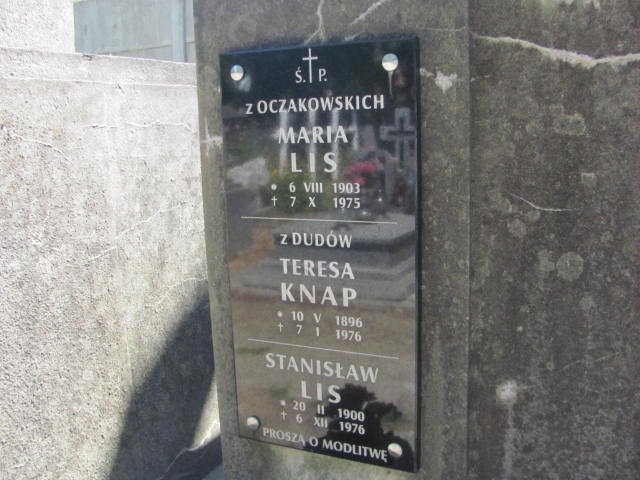 Ś. P.
z OCZAKOWSKICH
MARIA
LIS
* 6 VIII 1903
† 7 X 1975
z DUDÓW
TERESA
KNAP
* 10 V 1896
† 7 I 1976
STANISŁAW
LIS
* 20 II 1900
† 6 XII 1976
PROSZĄ O MODLITWĘ